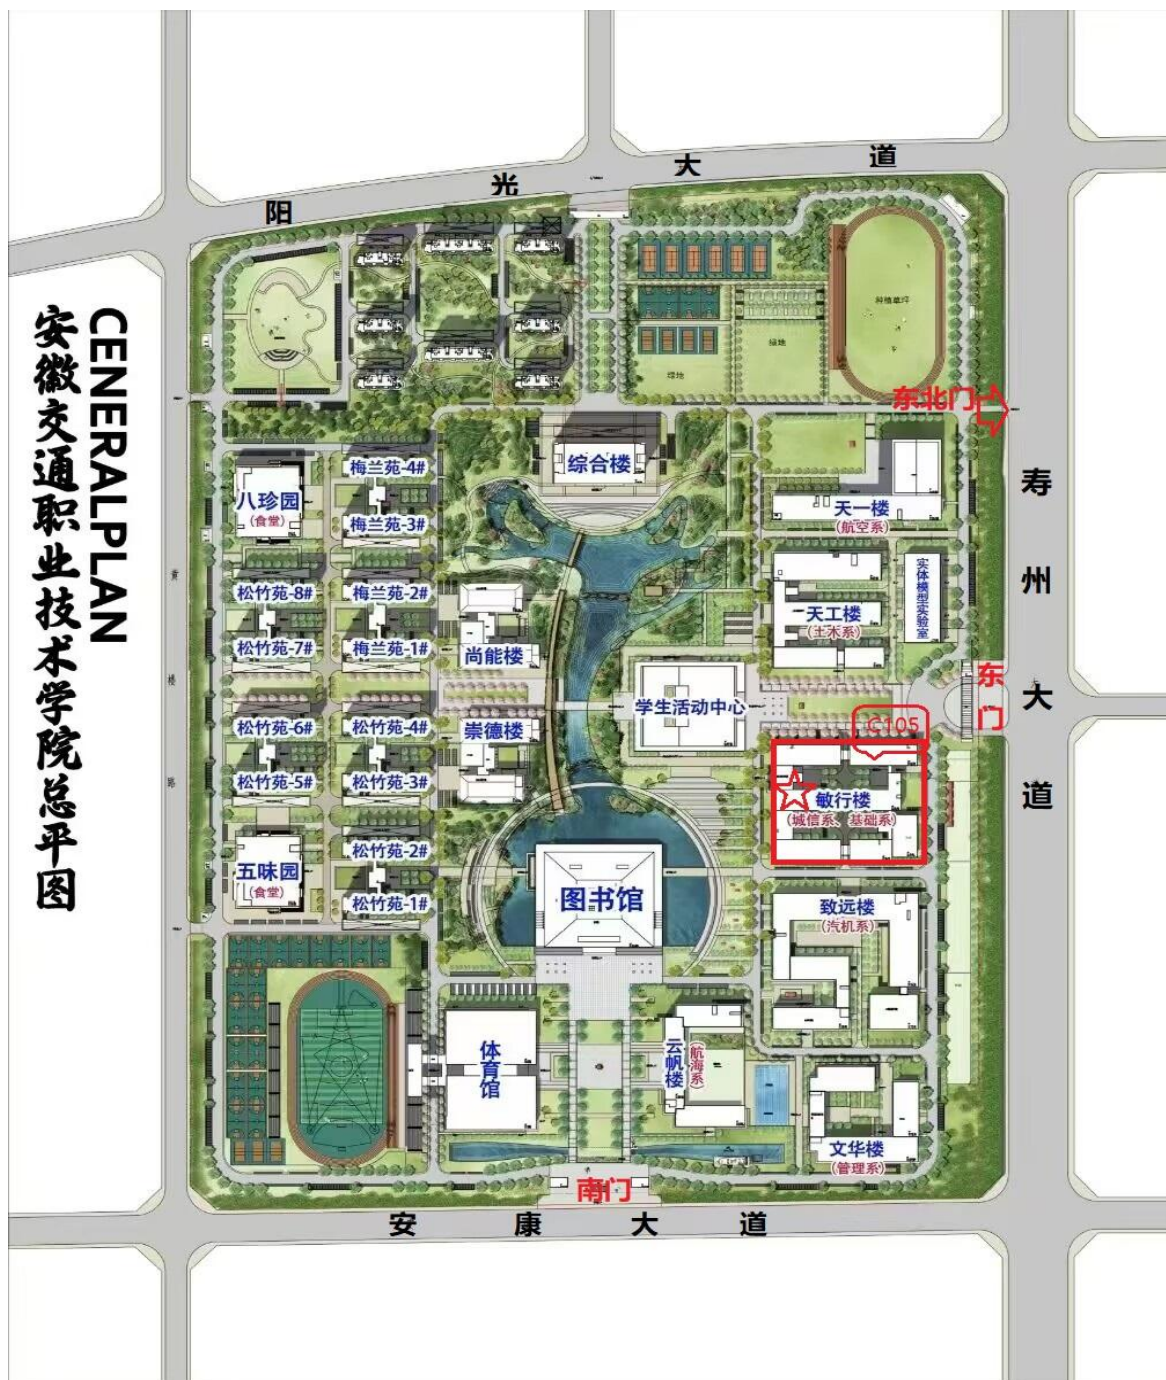 阳光大道
CENERALPLAN
安徽交通职业技术学院总平图
种植草坪
绿地
绿地
东北门
综合楼
梅兰苑-4#
八珍园
(食堂)
梅兰苑-3#
天一楼
(航空系)
寿州大道
松竹苑-8#
梅兰苑-2#
实体模型实验室
天工楼
(土木系)
松竹苑-7#
梅兰苑-1#
尚能楼
东门
学生活动中心
松竹苑-6#
松竹苑-4#
崇德楼
C105
松竹苑-5#
松竹苑-3#
敏行楼
(城信系、基础系)
松竹苑-2#
五味园
(食堂)
松竹苑-1#
图书馆
致远楼
(汽机系)
体育馆
云帆楼
(航海系)
文华楼
(管理系)
南门
安康大道